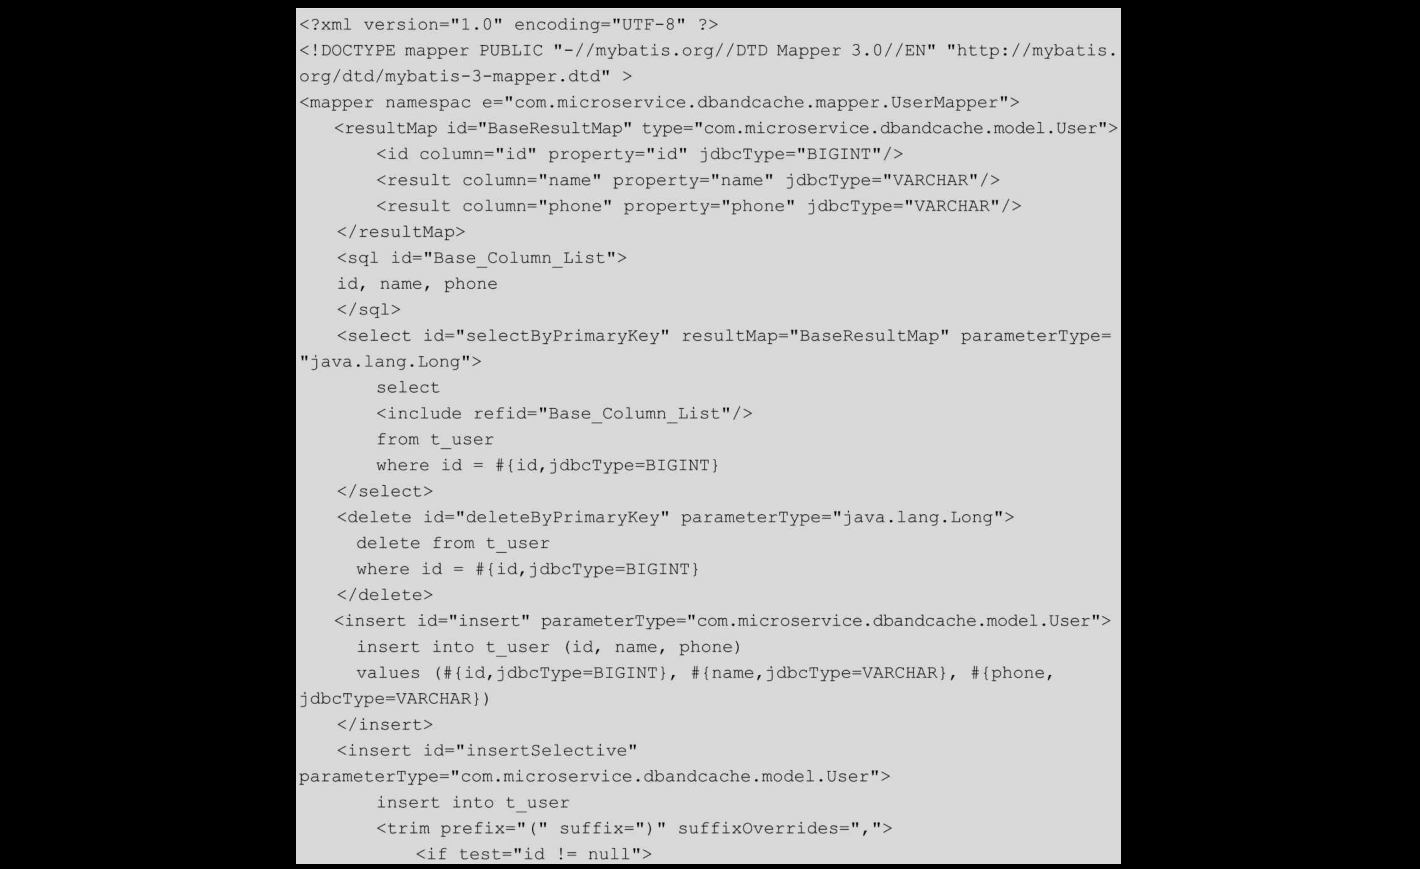 <?xml version="1.0" encoding="UTF-8" ?>
<!DOCTYPE mapper PUBLIC "-//mybatis.org//DTD Mapper 3.0//EN" "http://mybatis.
org/dtd/mybatis-3-mapper.dtd" >
<mapper namespac e="com.microservice.dbandcache.mapper.UserMapper">
<resultMap id="BaseResultMap" type="com.microservice.dbandcache.model.User">
<id column="id" property="id" jdbcType="BIGINT"/>
<result column="name" property="name" jdbcType="VARCHAR"/>
<result column="phone" property="phone" jdbcType="VARCHAR"/>
</resultMap>
<sql id="Base_Column_List">
id, name, phone
</sql>
<select id="selectByPrimaryKey" resultMap="BaseResultMap" parameterType=
"java.lang.Long">
select
<include refid="Base_Column_List"/>
from t_user
where id = #{id,jdbcType=BIGINT}
</select>
<delete id="deleteByPrimaryKey" parameterType="java.lang.Long">
delete from t_user
where id = #{id,jdbcType=BIGINT}
</delete>
<insert id="insert" parameterType="com.microservice.dbandcache.model.User">
insert into t_user (id, name, phone)
values (#{id,jdbcType=BIGINT}, #{name,jdbcType=VARCHAR}, #{phone,
jdbcType=VARCHAR})
</insert>
<insert id="insertSelective"
parameterType="com.microservice.dbandcache.model.User">
insert into t_user
<trim prefix="(" suffix=")" suffixOverrides=",">
<if test="id != null">